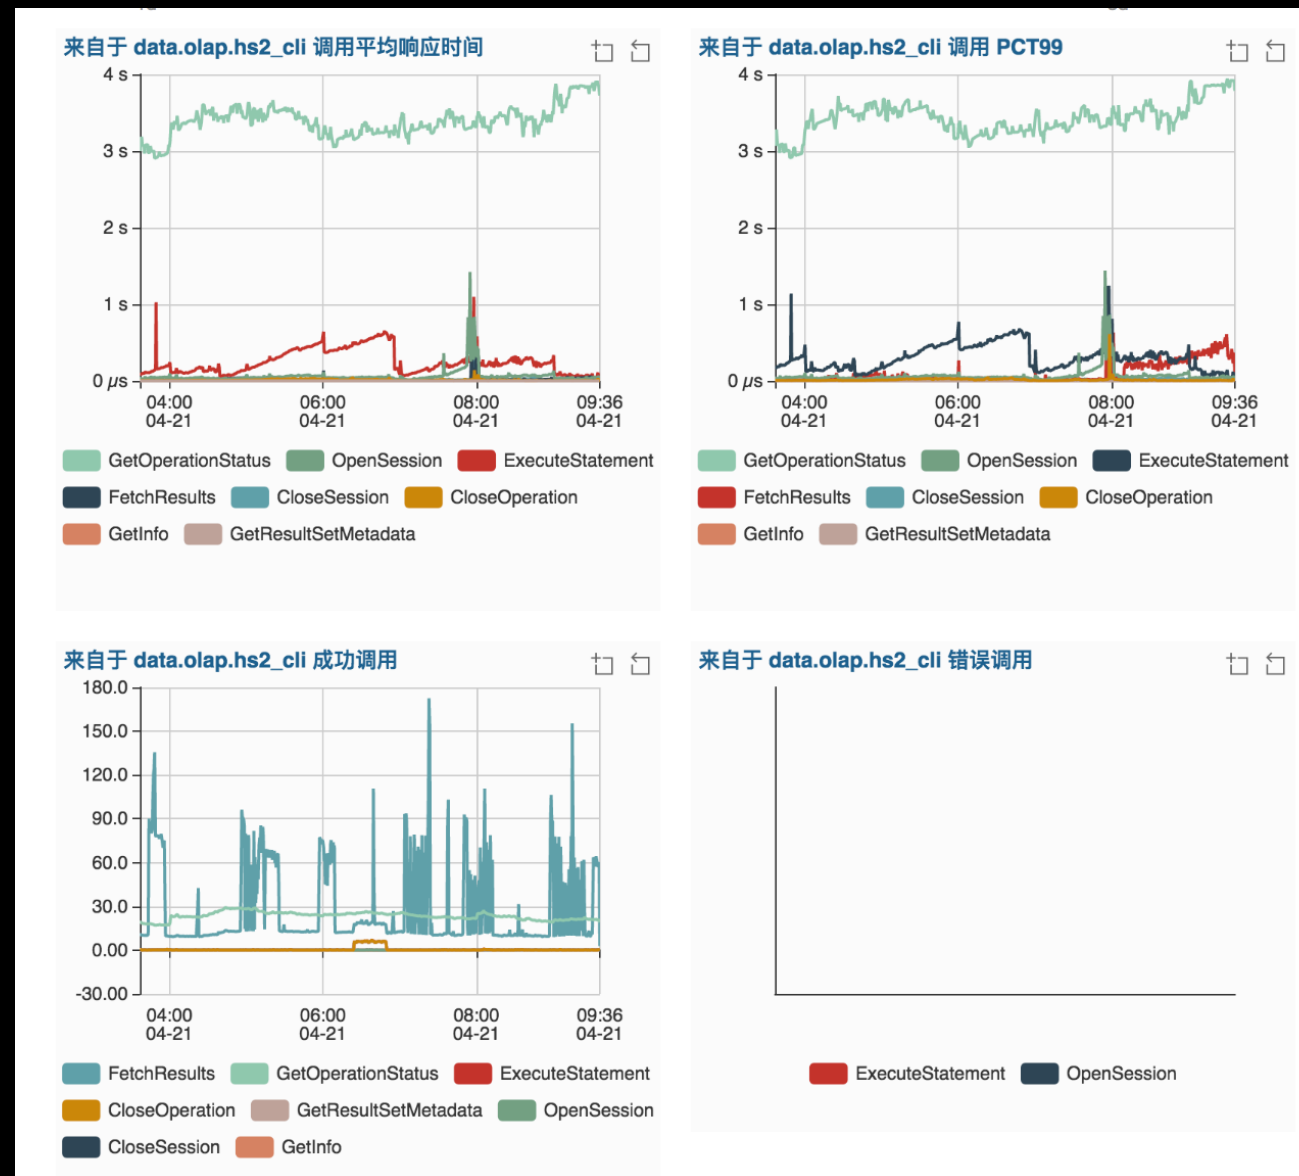 来自于 data.olap.hs2_cli 调用平均响应时间
4 s
3 s
2 s
1 s
0 µs
04:00 06:00 08:00 09:36
04-21 04-21 04-21 04-21
GetOperationStatus OpenSession ExecuteStatement
FetchResults CloseSession CloseOperation
GetInfo GetResultSetMetadata
来自于 data.olap.hs2_cli 调用 PCT99
4 s
3 s
2 s
1 s
0 µs
04:00 06:00 08:00 09:36
04-21 04-21 04-21 04-21
GetOperationStatus OpenSession ExecuteStatement
FetchResults CloseSession CloseOperation
GetInfo GetResultSetMetadata
来自于 data.olap.hs2_cli 成功调用
180.0
150.0
120.0
90.0
60.0
30.0
0.00
-30.00
04:00 06:00 08:00 09:36
04-21 04-21 04-21 04-21
FetchResults GetOperationStatus ExecuteStatement
CloseOperation GetResultSetMetadata OpenSession
CloseSession GetInfo
来自于 data.olap.hs2_cli 错误调用
ExecuteStatement OpenSession